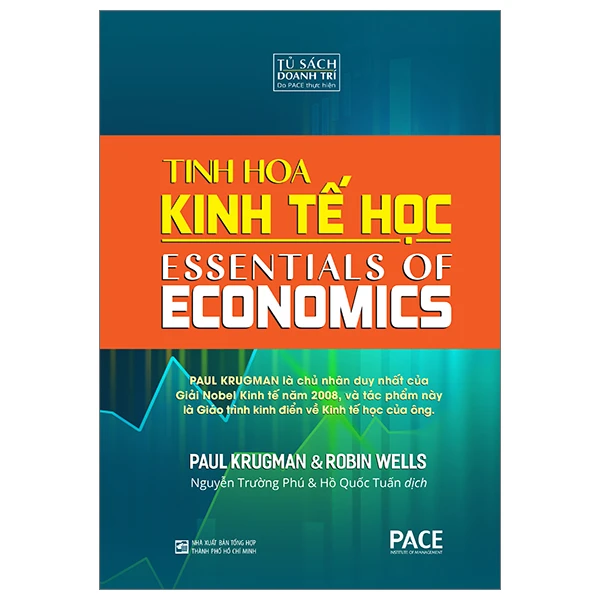 TỦ SÁCH
DOANH TRÍ
Do PACE thực hiện
TINH HOA
KINH TẾ HỌC
ESSENTIALS OF
ECONOMICS
PAUL KRUGMAN là chủ nhân duy nhất của
Giải Nobel Kinh tế năm 2008, và tác phẩm này
là Giáo trình kinh điển về Kinh tế học của ông.
PAUL KRUGMAN & ROBIN WELLS
Nguyễn Trường Phú & Hồ Quốc Tuấn dịch
NHÀ XUẤT BẢN TỔNG HỢP
THÀNH PHỐ HỒ CHÍ MINH
PACE
INSTITUTE OF MANAGEMENT